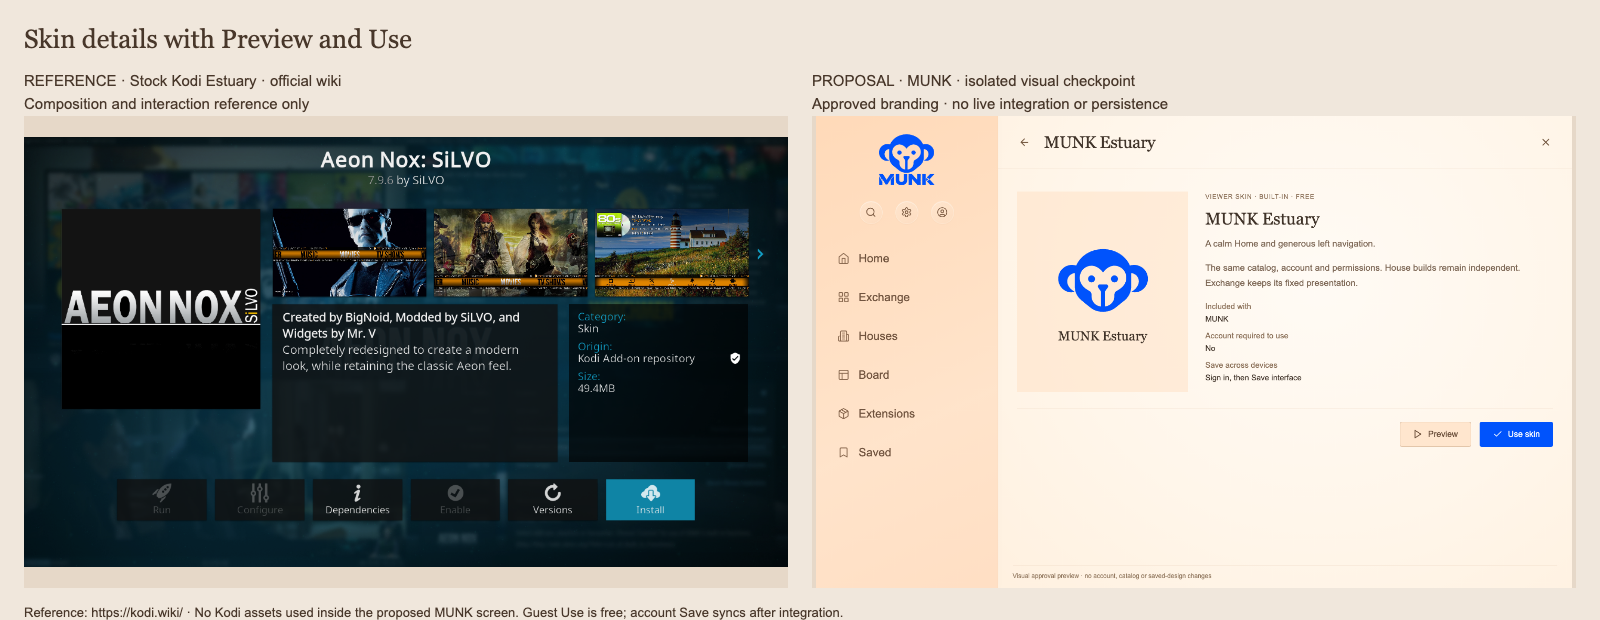 Skin details with Preview and Use
REFERENCE · Stock Kodi Estuary · official wiki
Composition and interaction reference only
Aeon Nox: SiLVO
7.9.6 by SiLVO
AEON NOX SiLVO
Created by BigNoid, Modded by SiLVO, and
Widgets by Mr. V
Completely redesigned to create a modern
look, while retaining the classic Aeon feel.
Category:
Skin
Origin:
Kodi Add-on repository
Size:
49.4MB
Run
Configure
Dependencies
Enable
Versions
Install
PROPOSAL · MUNK · isolated visual checkpoint
Approved branding · no live integration or persistence
MUNK
Home
Exchange
Houses
Board
Extensions
Saved
MUNK Estuary
MUNK Estuary
VIEWER SKIN · BUILT-IN · FREE
MUNK Estuary
A calm Home and generous left navigation.
The same catalog, account and permissions. House builds remain independent.
Exchange keeps its fixed presentation.
Included with
MUNK
Account required to use
No
Save across devices
Sign in, then Save interface
Preview
Use skin
Visual approval preview · no account, catalog or saved-design changes
Reference: https://kodi.wiki/ · No Kodi assets used inside the proposed MUNK screen. Guest Use is free; account Save syncs after integration.